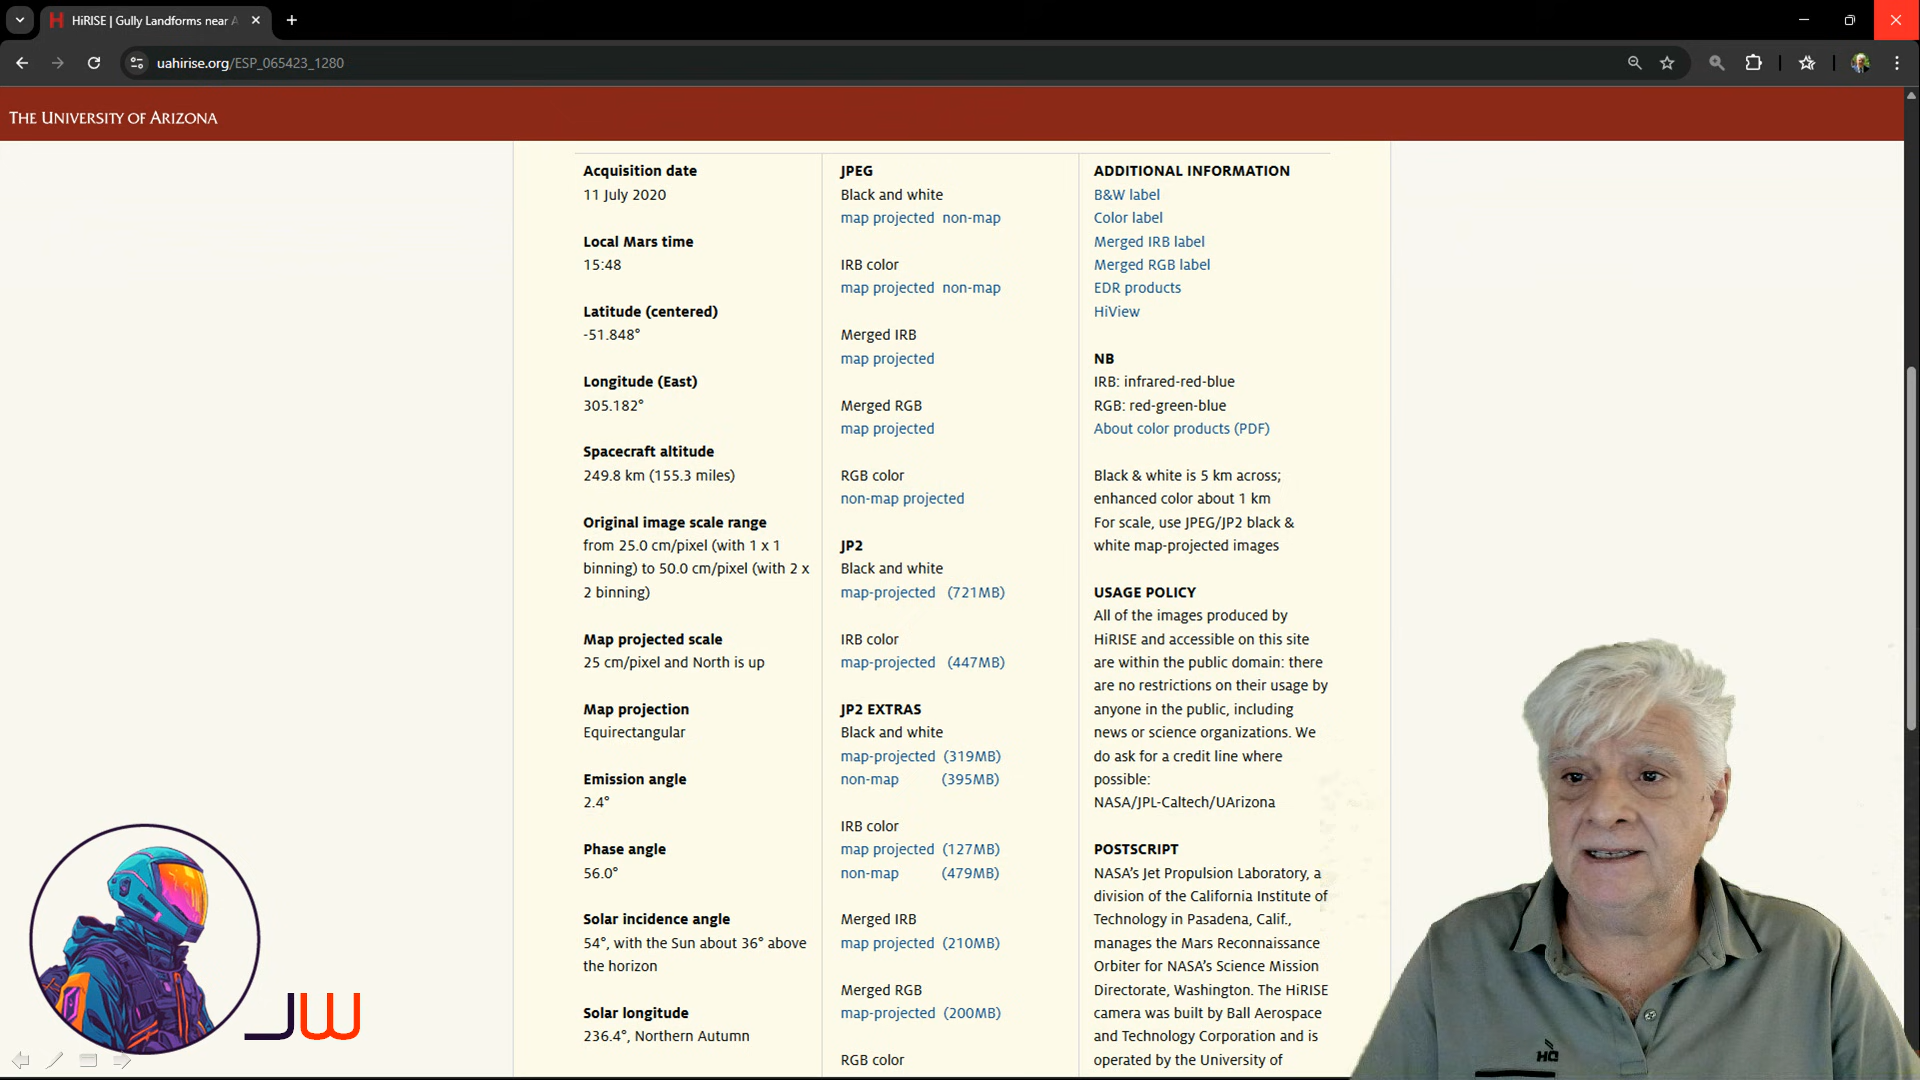 HiRISE | Gully Landforms near A
uahirise.org/ESP_065423_1280
THE UNIVERSITY OF ARIZONA
Acquisition date
11 July 2020
Local Mars time
15:48
Latitude (centered)
-51.848°
Longitude (East)
305.182°
Spacecraft altitude
249.8 km (155.3 miles)
Original image scale range
from 25.0 cm/pixel (with 1 x 1
binning) to 50.0 cm/pixel (with 2 x
2 binning)
Map projected scale
25 cm/pixel and North is up
Map projection
Equirectangular
Emission angle
2.4°
Phase angle
56.0°
Solar incidence angle
54°, with the Sun about 36° above
the horizon
Solar longitude
236.4°, Northern Autumn
JPEG
Black and white
map projected non-map
IRB color
map projected non-map
Merged IRB
map projected
Merged RGB
map projected
RGB color
non-map projected
JP2
Black and white
map-projected (721MB)
IRB color
map-projected (447MB)
JP2 EXTRAS
Black and white
map-projected (319MB)
non-map (395MB)
IRB color
map projected (127MB)
non-map (479MB)
Merged IRB
map projected (210MB)
Merged RGB
map-projected (200MB)
RGB color
ADDITIONAL INFORMATION
B&W label
Color label
Merged IRB label
Merged RGB label
EDR products
HiView
NB
IRB: infrared-red-blue
RGB: red-green-blue
About color products (PDF)
Black & white is 5 km across;
enhanced color about 1 km
For scale, use JPEG/JP2 black &
white map-projected images
USAGE POLICY
All of the images produced by
HiRISE and accessible on this site
are within the public domain: there
are no restrictions on their usage by
anyone in the public, including
news or science organizations. We
do ask for a credit line where
possible:
NASA/JPL-Caltech/UArizona
POSTSCRIPT
NASA's Jet Propulsion Laboratory, a
division of the California Institute of
Technology in Pasadena, Calif.,
manages the Mars Reconnaissance
Orbiter for NASA's Science Mission
Directorate, Washington. The HiRISE
camera was built by Ball Aerospace
and Technology Corporation and is
operated by the University of
JW
HQ